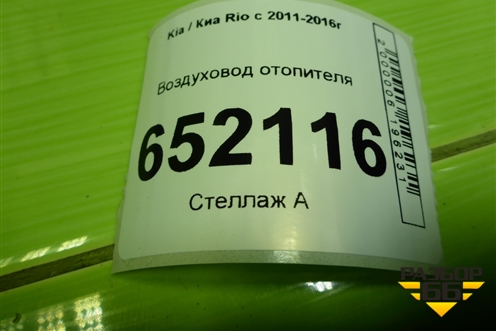 Kia / Киа Rio с 2011-2016г
Воздуховод отопителя
652116
Стеллаж А
2000006196231
РАЗБОР
66